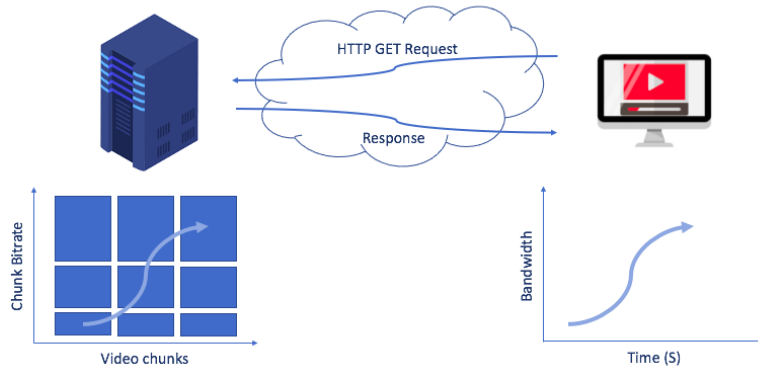 HTTP GET Request
Response
Chunk Bitrate
Video chunks
Bandwidth
Time (S)